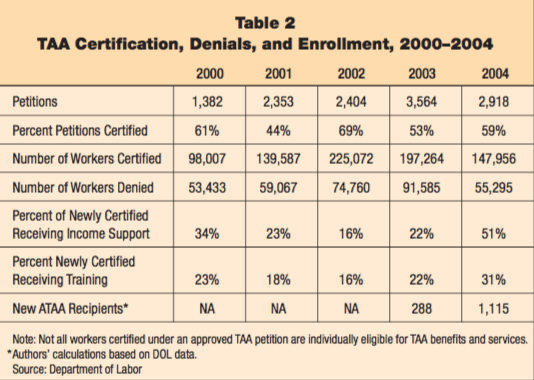 Table 2
TAA Certification, Denials, and Enrollment, 2000–2004
2000 2001 2002 2003 2004
Petitions 1,382 2,353 2,404 3,564 2,918
Percent Petitions Certified 61% 44% 69% 53% 59%
Number of Workers Certified 98,007 139,587 225,072 197,264 147,956
Number of Workers Denied 53,433 59,067 74,760 91,585 55,295
Percent of Newly Certified
Receiving Income Support 34% 23% 16% 22% 51%
Percent Newly Certified
Receiving Training 23% 18% 16% 22% 31%
New ATAA Recipients* NA NA NA 288 1,115
Note: Not all workers certified under an approved TAA petition are individually eligible for TAA benefits and services.
*Authors' calculations based on DOL data.
Source: Department of Labor